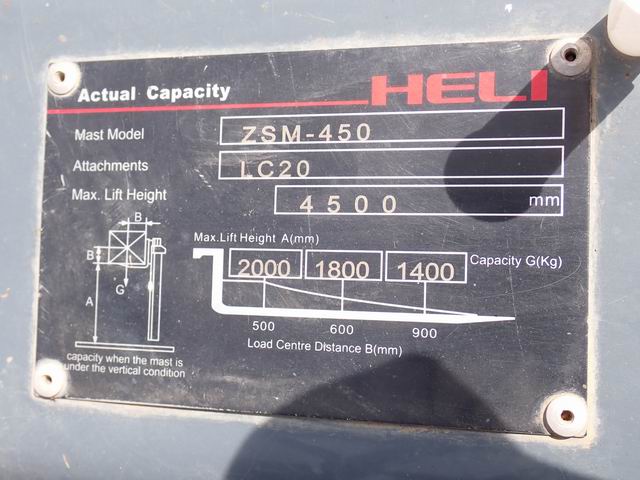 Actual Capacity HELI
Mast Model ZSM-450
Attachments LC20
Max. Lift Height 4500 mm
B
B
A
G
capacity when the mast is
under the vertical condition
Max.Lift Height A(mm)
2000 1800 1400 Capacity G(Kg)
500 600 900
Load Centre Distance B(mm)